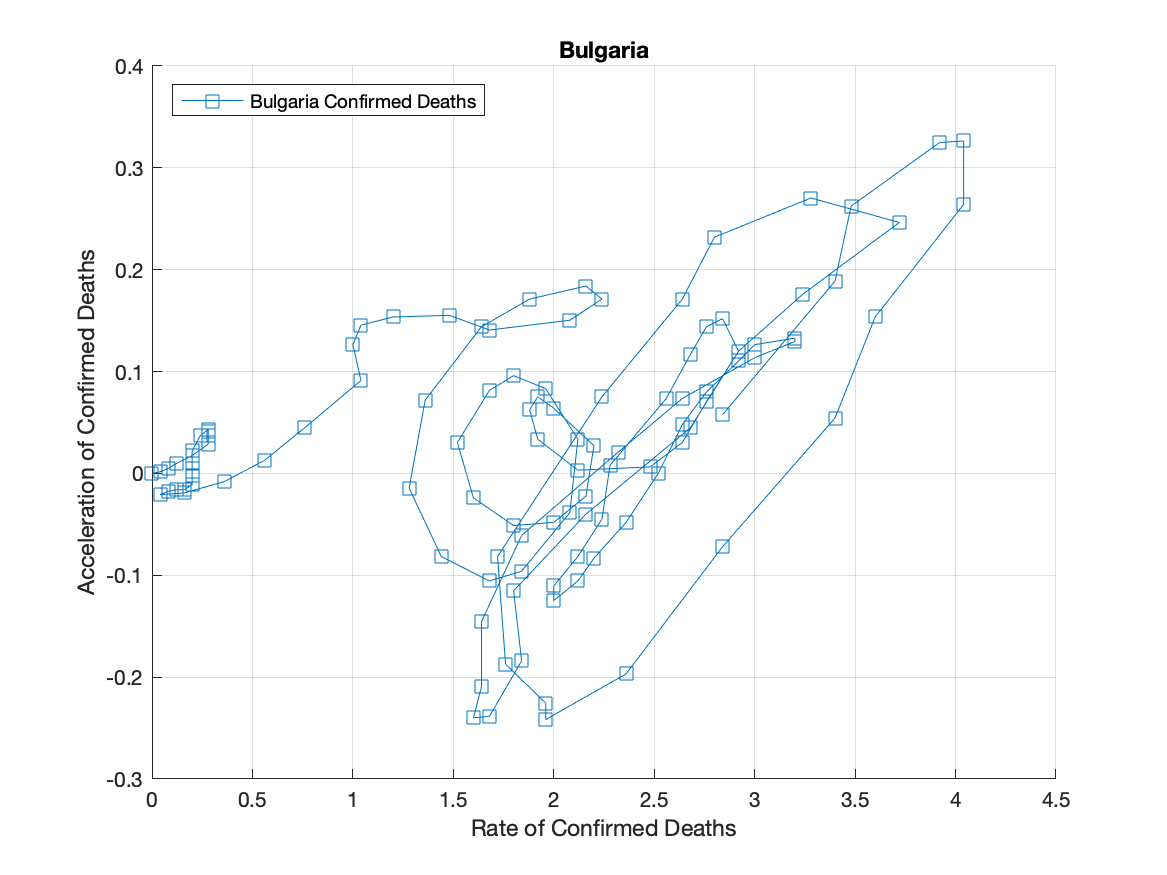 Bulgaria
Bulgaria Confirmed Deaths
0.4
0.3
0.2
0.1
0
-0.1
-0.2
-0.3
Acceleration of Confirmed Deaths
0 0.5 1 1.5 2 2.5 3 3.5 4 4.5
Rate of Confirmed Deaths